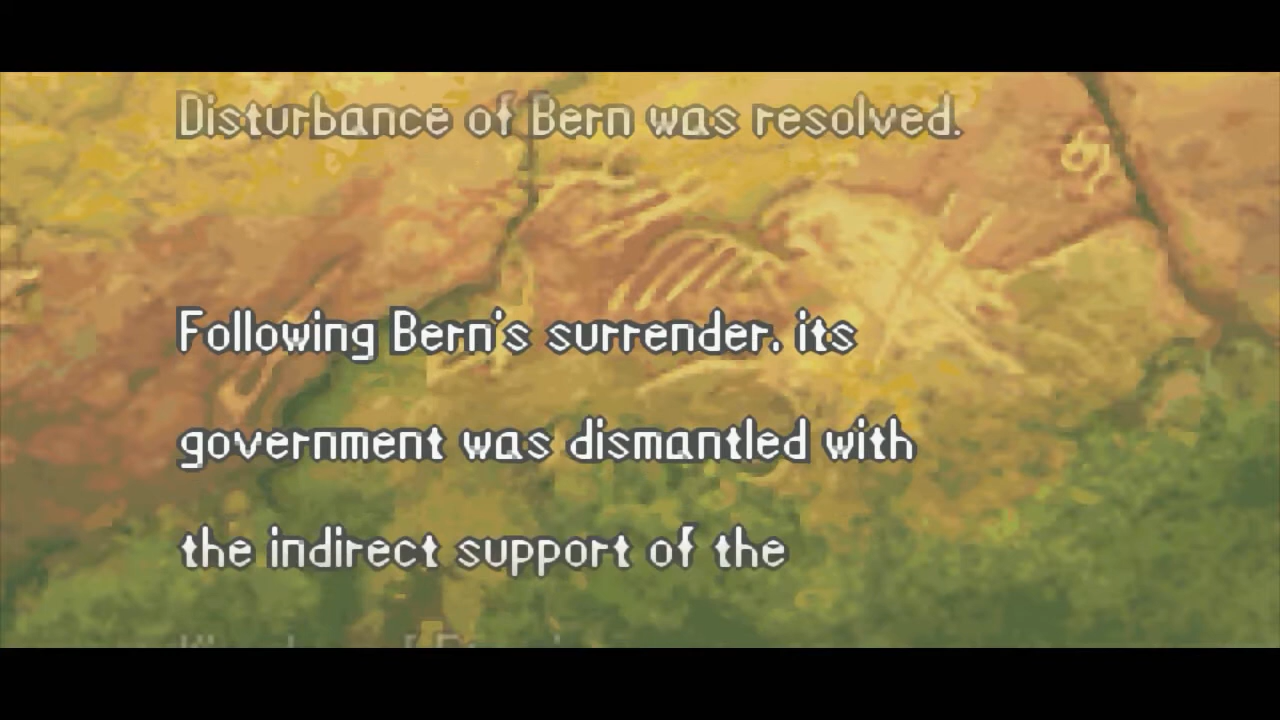 Disturbance of Bern was resolved.
Following Bern's surrender, its
government was dismantled with
the indirect support of the